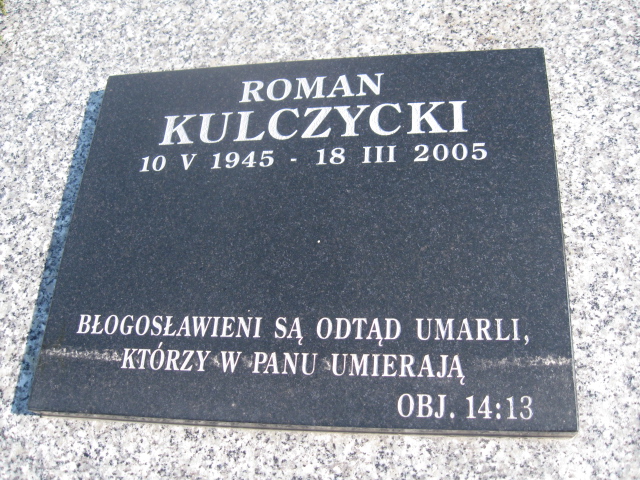 ROMAN
KULCZYCKI
10 V 1945 - 18 III 2005
BŁOGOSŁAWIENI SĄ ODTĄD UMARLI,
KTÓRZY W PANU UMIERAJĄ
OBJ. 14:13